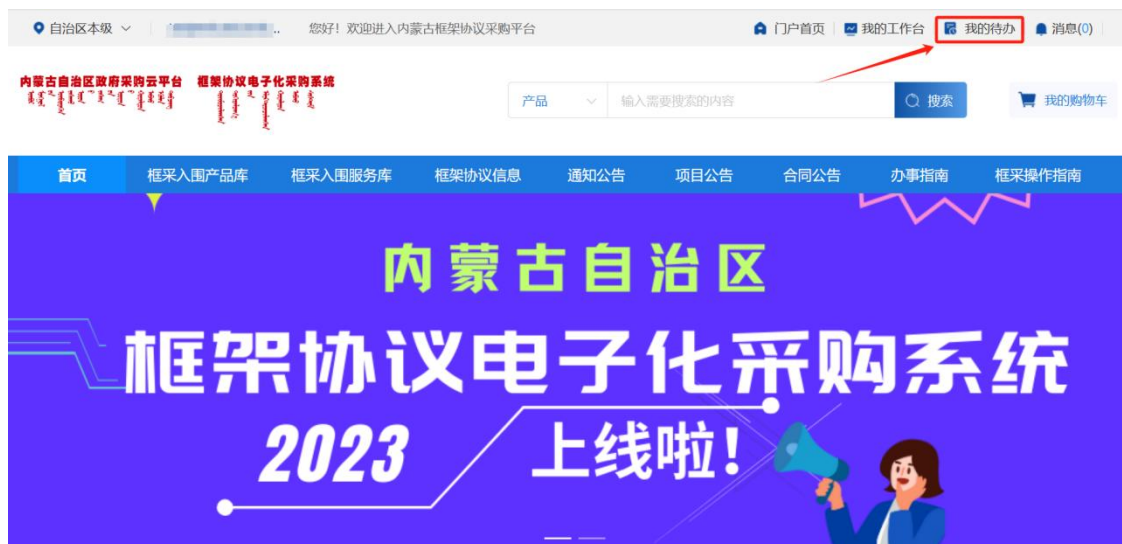 自治区本级
您好！欢迎进入内蒙古框架协议采购平台
门户首页
我的工作台
我的待办
消息(0)
内蒙古自治区政府采购云平台 框架协议电子化采购系统
产品
输入需要搜索的内容
搜索
我的购物车
首页
框采入围产品库
框采入围服务库
框架协议信息
通知公告
项目公告
合同公告
办事指南
框采操作指南
内蒙古自治区
框架协议电子化采购系统
2023 上线啦！